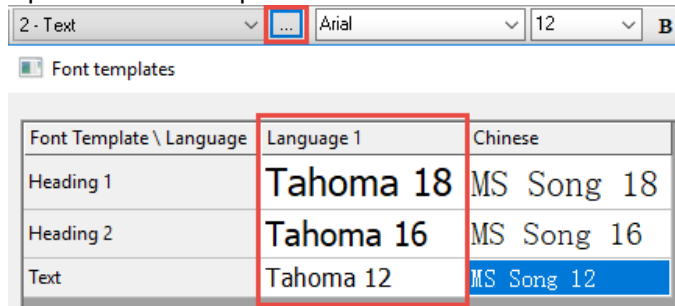 2 - Text ... Arial 12 B
Font templates
Font Template \ Language Language 1 Chinese
Heading 1 Tahoma 18 MS Song 18
Heading 2 Tahoma 16 MS Song 16
Text Tahoma 12 MS Song 12